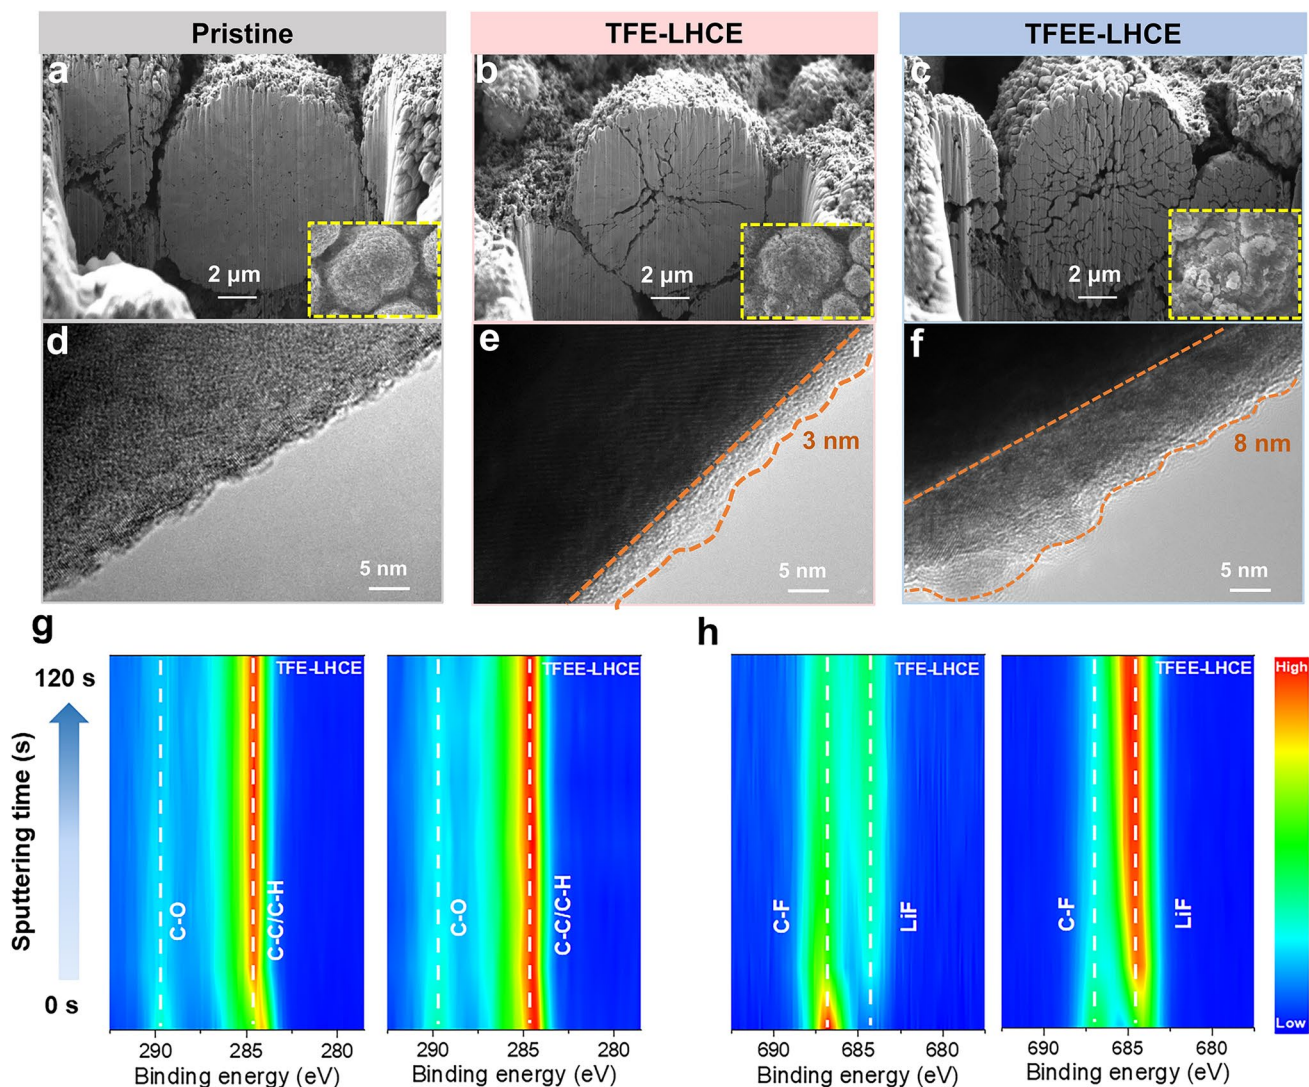 Pristine
TFE-LHCE
TFEE-LHCE
a
b
c
2 μm
2 μm
2 μm
d
e
f
3 nm
8 nm
5 nm
5 nm
5 nm
g
h
120 s
Sputtering time (s)
0 s
TFE-LHCE
C-O
C-C/C-H
290
285
280
Binding energy (eV)
TFEE-LHCE
C-O
C-C/C-H
290
285
280
Binding energy (eV)
TFE-LHCE
C-F
LiF
690
685
680
Binding energy (eV)
TFEE-LHCE
C-F
LiF
690
685
680
Binding energy (eV)
High
Low